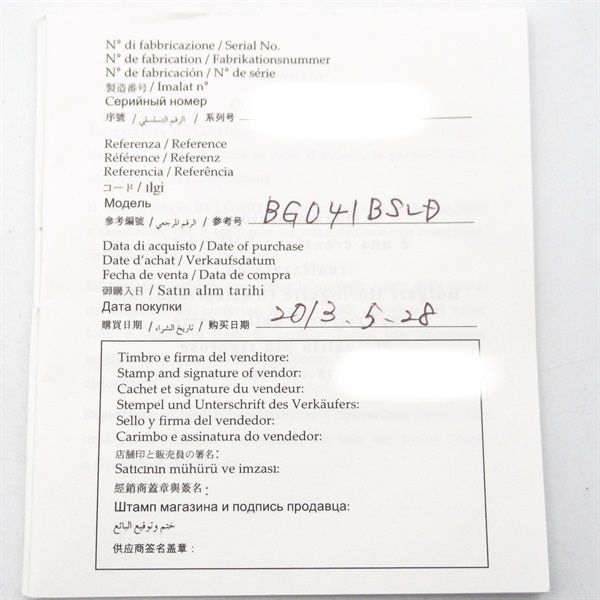 N° di fabbricazione / Serial No.
N° de fabrication / Fabrikationsnummer
N° de fabricación / N° de série
製造番号 / Imalat n°
Серийный номер
序號 / الرقم التسلسلي / 系列号
Referenza / Reference
Référence / Referenz
Referencia / Referência
コード / ılgi
Модель
參考編號 / الرقم المرجعي / 参考号 BG041BSLD
Data di acquisto / Date of purchase
Date d'achat / Verkaufsdatum
Fecha de venta / Data de compra
御購入日 / Satın alım tarihi
Дата покупки
購買日期 / تاريخ الشراء / 购买日期 2013.5.28
Timbro e firma del venditore:
Stamp and signature of vendor:
Cachet et signature du vendeur:
Stempel und Unterschrift des Verkäufers:
Sello y firma del vendedor:
Carimbo e assinatura do vendedor:
店舗印と販売員の署名:
Saticinin mühürü ve imzasi:
經銷商蓋章與簽名:
Штамп магазина и подпись продавца:
ختم وتوقيع البائع
供应商签名盖章：